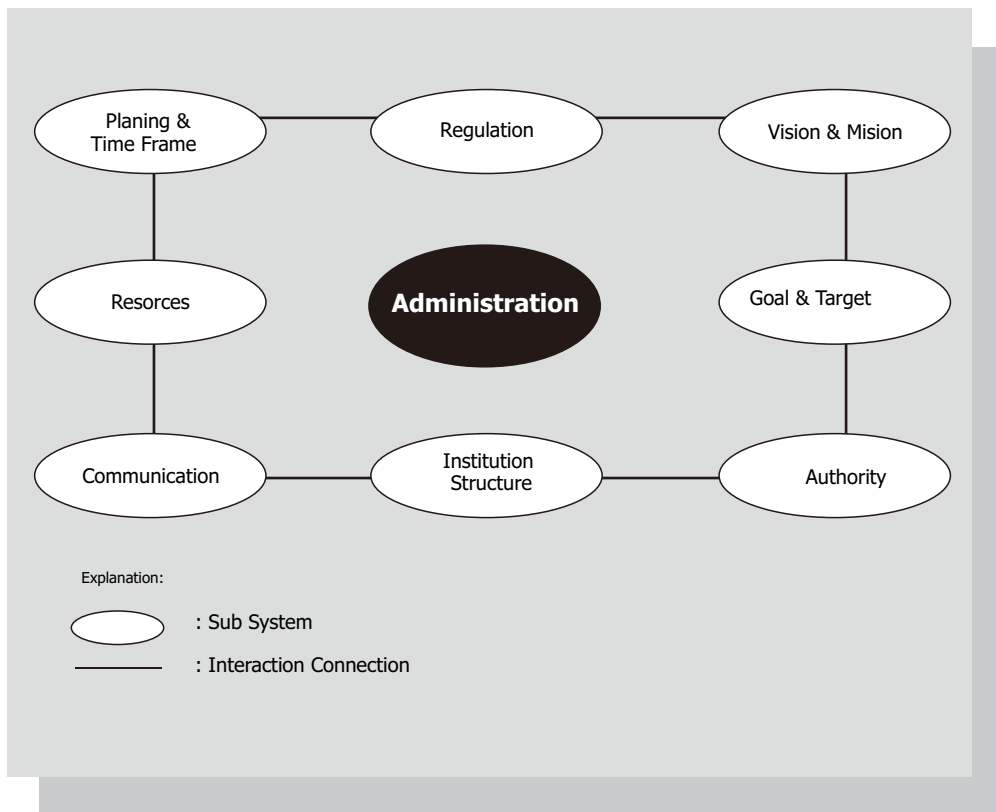 Planing &
Time Frame
Regulation
Vision & Mision
Resorces
Administration
Goal & Target
Communication
Institution
Structure
Authority
Explanation:
: Sub System
: Interaction Connection